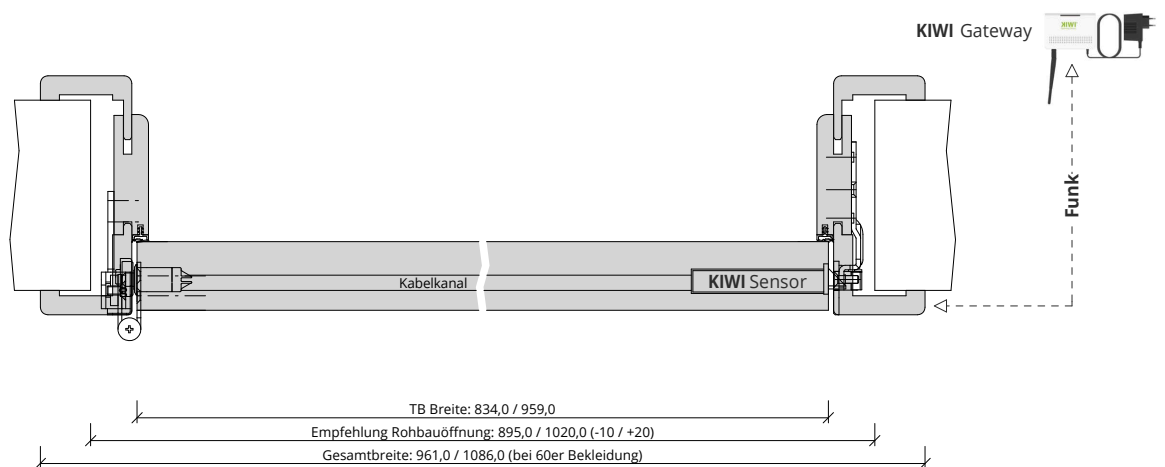 KIWI Gateway
KIWI
Funk
Kabelkanal
KIWI Sensor
TB Breite: 834,0 / 959,0
Empfehlung Rohbauöffnung: 895,0 / 1020,0 (-10 / +20)
Gesamtbreite: 961,0 / 1086,0 (bei 60er Bekleidung)